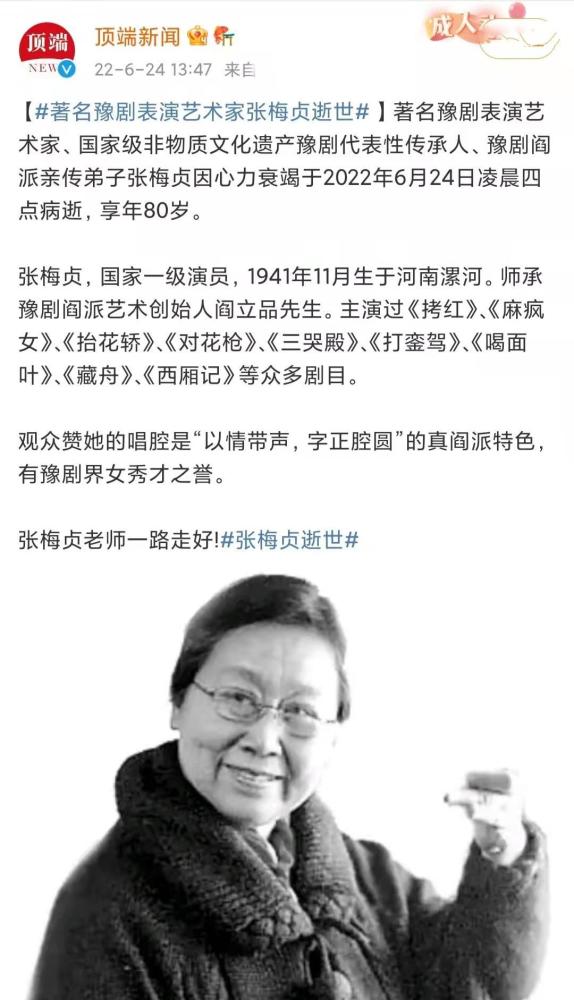 顶端
NEWS
顶端新闻
22-6-24 13:47 来自
成人
【#著名豫剧表演艺术家张梅贞逝世#】著名豫剧表演艺
术家、国家级非物质文化遗产豫剧代表性传承人、豫剧阎
派亲传弟子张梅贞因心力衰竭于2022年6月24日凌晨四
点病逝，享年80岁。
张梅贞，国家一级演员，1941年11月生于河南漯河。师承
豫剧阎派艺术创始人阎立品先生。主演过《拷红》、《麻疯
女》、《抬花轿》、《对花枪》、《三哭殿》、《打銮驾》、《喝面
叶》、《藏舟》、《西厢记》等众多剧目。
观众赞她的唱腔是“以情带声，字正腔圆”的真阎派特色，
有豫剧界女秀才之誉。
张梅贞老师一路走好!#张梅贞逝世#